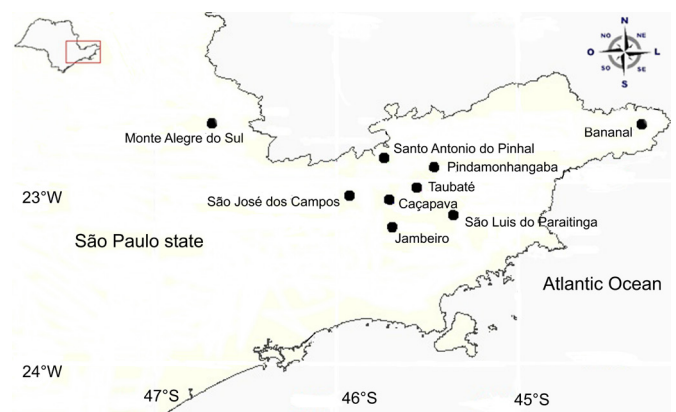 N
NO
NE
O
L
SO
SE
S
Monte Alegre do Sul
Bananal
Santo Antonio do Pinhal
Pindamonhangaba
Taubaté
23°W
São José dos Campos
Caçapava
São Luis do Paraitinga
São Paulo state
Jambeiro
Atlantic Ocean
24°W
47°S
46°S
45°S